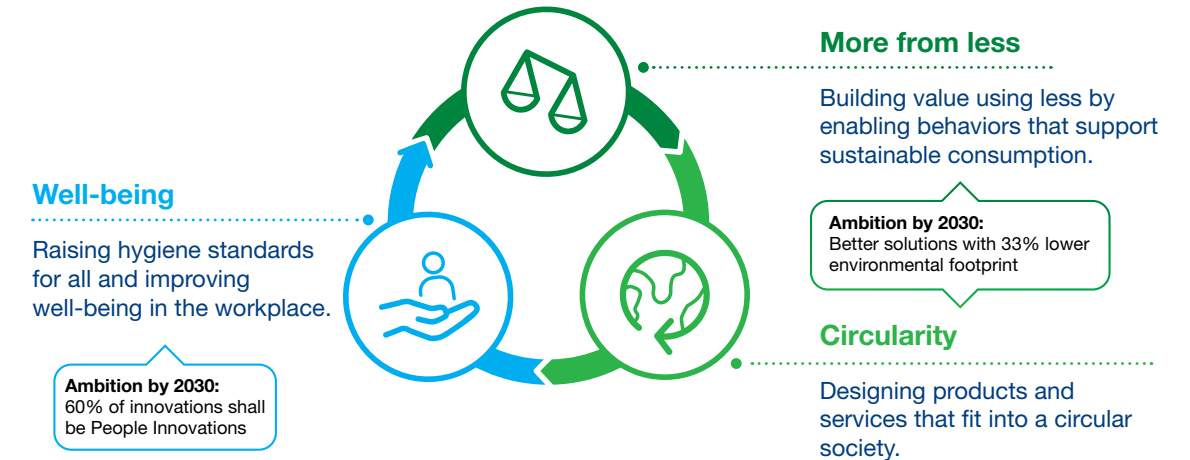 More from less
Building value using less by
enabling behaviors that support
sustainable consumption.
Ambition by 2030:
Better solutions with 33% lower
environmental footprint
Well-being
Raising hygiene standards
for all and improving
well-being in the workplace.
Ambition by 2030:
60% of innovations shall
be People Innovations
Circularity
Designing products and
services that fit into a circular
society.